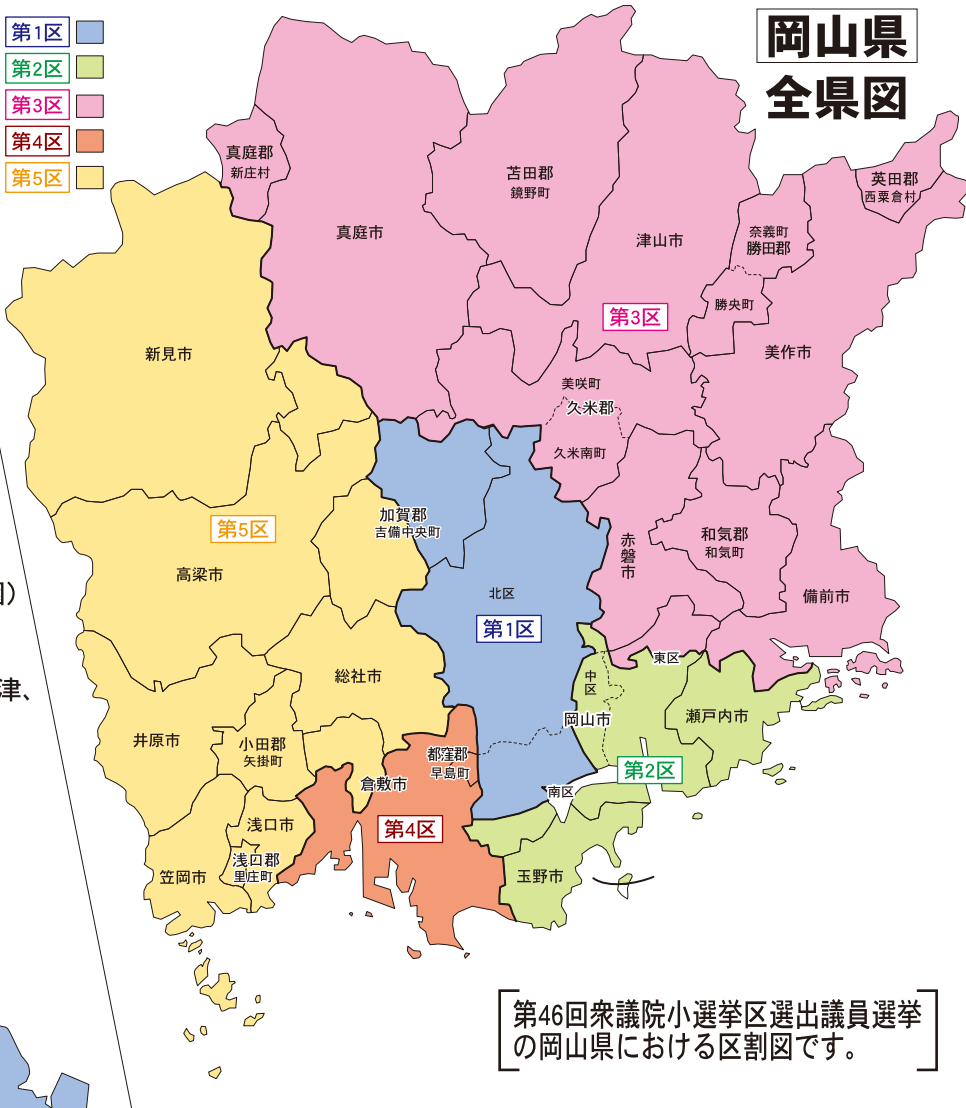 岡山県
全県図
第1区
第2区
第3区
第4区
第5区
真庭郡
新庄村
真庭市
苫田郡
鏡野町
津山市
奈義町
勝田郡
勝央町
英田郡
西粟倉村
第3区
美作市
新見市
美咲町
久米郡
久米南町
加賀郡
吉備中央町
第5区
高梁市
赤磐市
和気郡
和気町
備前市
北区
第1区
東区
中区
岡山市
瀬戸内市
総社市
井原市
小田郡
矢掛町
都窪郡
早島町
倉敷市
第2区
南区
浅口市
第4区
浅口郡
里庄町
笠岡市
玉野市
津、
第46回衆議院小選挙区選出議員選挙
の岡山県における区割図です。